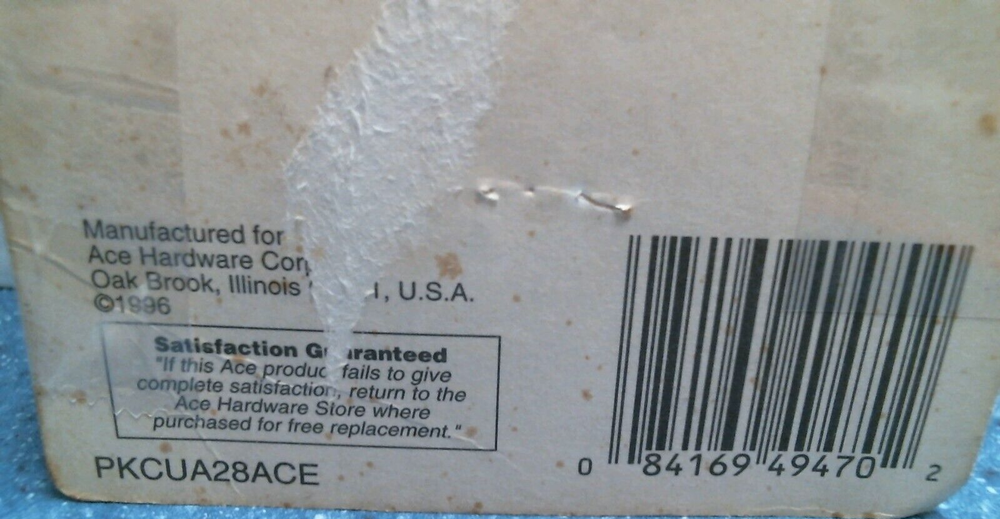 Manufactured for
Ace Hardware
Oak Brook, Illinois U.S.A.
©1996
Satisfaction Guaranteed
"If this Ace product fails to give
complete satisfaction, return to the
Ace Hardware Store where
purchased for free replacement."
PKCUA28ACE
0 84169 49470 2